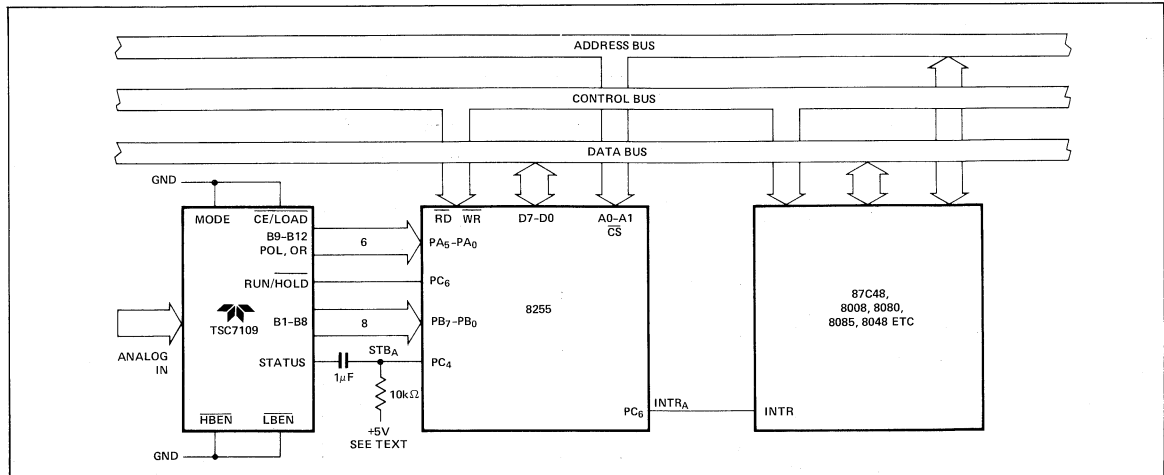 ADDRESS BUS
CONTROL BUS
DATA BUS
GND
MODE
CE/LOAD
B9-B12
POL, OR
6
RUN/HOLD
TSC7109
B1-B8
8
ANALOG
IN
STATUS
1µF
STBA
10kΩ
+5V
SEE TEXT
HBEN
LBEN
GND
RD
WR
D7-D0
A0-A1
CS
PA5-PA0
PC6
8255
PB7-PB0
PC4
PC6
INTRA
INTR
87C48,
8008, 8080,
8085, 8048 ETC